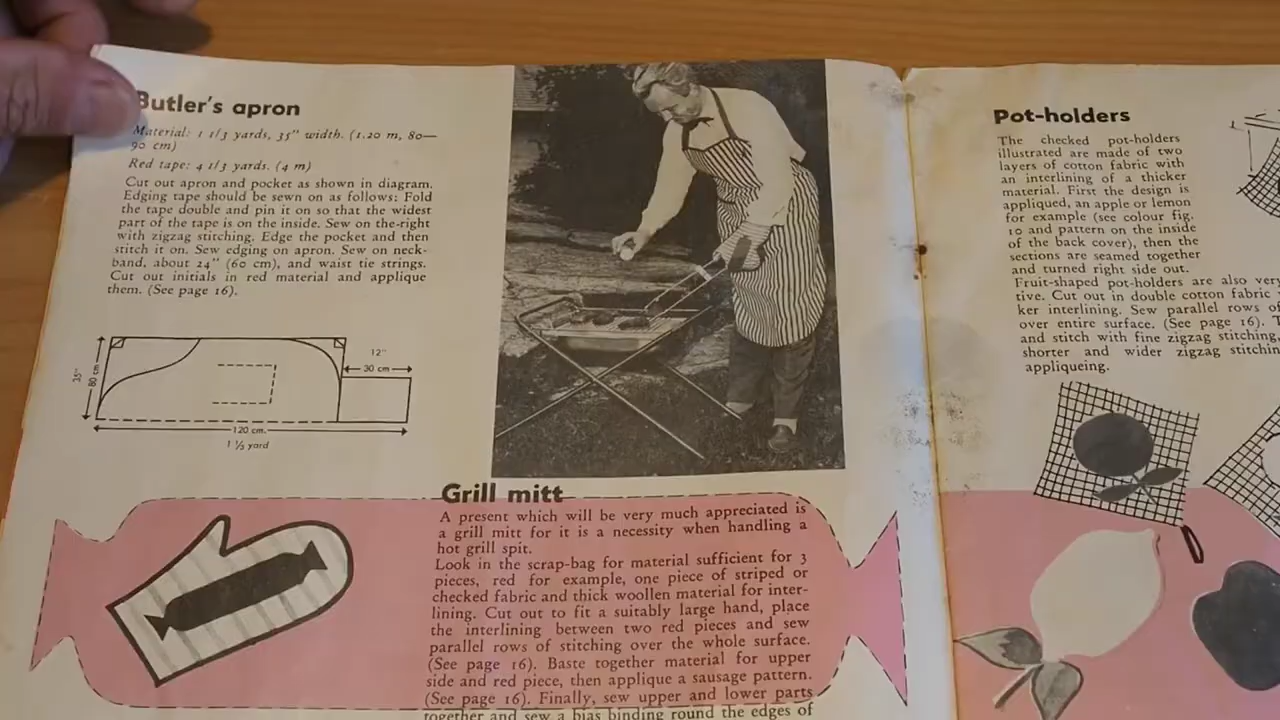 Butler's apron
Material: 1 1/3 yards, 35" width. (1.20 m, 80—
90 cm)
Red tape: 4 1/3 yards. (4 m)
Cut out apron and pocket as shown in diagram.
Edging tape should be sewn on as follows: Fold
the tape double and pin it on so that the widest
part of the tape is on the inside. Sew on the right
with zigzag stitching. Edge the pocket and then
stitch it on. Sew edging on apron. Sew on neck-
band, about 24" (60 cm), and waist tie strings.
Cut out initials in red material and applique
them. (See page 16).
35"
80 cm
12"
30 cm
120 cm.
1 1/3 yard
Grill mitt
A present which will be very much appreciated is
a grill mitt for it is a necessity when handling a
hot grill spit.
Look in the scrap-bag for material sufficient for 3
pieces, red for example, one piece of striped or
checked fabric and thick woollen material for inter-
lining. Cut out to fit a suitably large hand, place
the interlining between two red pieces and sew
parallel rows of stitching over the whole surface.
(See page 16). Baste together material for upper
side and red piece, then applique a sausage pattern.
(See page 16). Finally, sew upper and lower parts
together and sew a bias binding round the edges of
Pot-holders
The checked pot-holders
illustrated are made of two
layers of cotton fabric with
an interlining of a thicker
material. First the design is
appliqued, an apple or lemon
for example (see colour fig.
10 and pattern on the inside
of the back cover), then the
sections are seamed together
and turned right side out.
Fruit-shaped pot-holders are also very
tive. Cut out in double cotton fabric
ker interlining. Sew parallel rows of
over entire surface. (See page 16). T
and stitch with fine zigzag stitching,
shorter and wider zigzag stitchin
appliqueing.